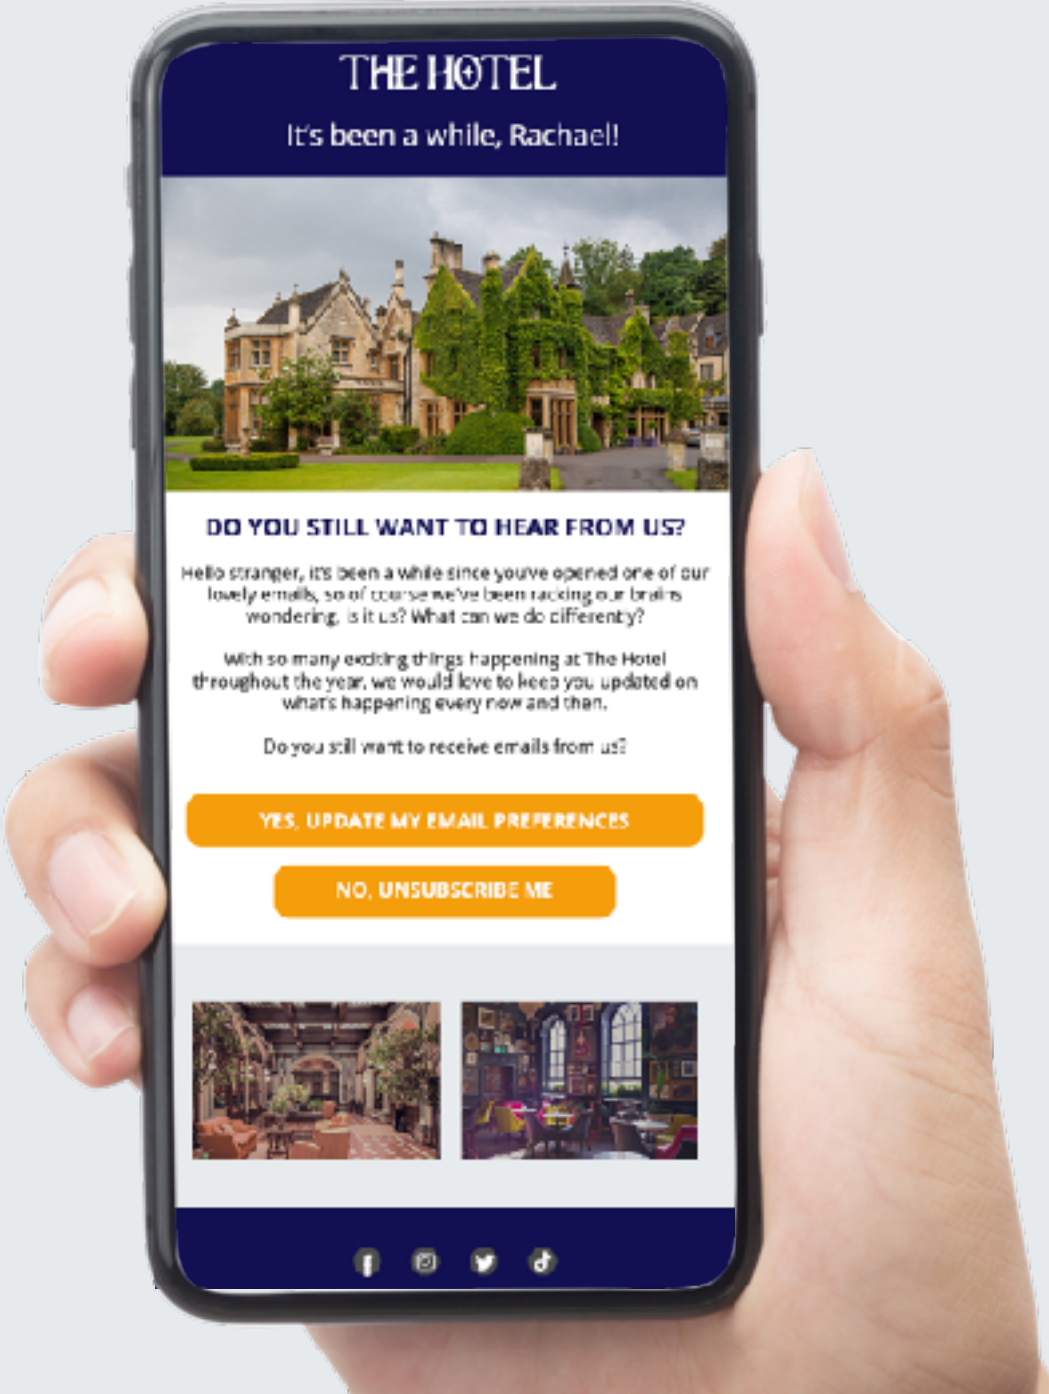 THE HOTEL
It's been a while, Rachael!
DO YOU STILL WANT TO HEAR FROM US?
Hello stranger, it's been a while since you've opened one of our
lovely emails, so of course we've been racking our brains
wondering, is it us? What can we do differently?
With so many exciting things happening at The Hotel
throughout the year, we would love to keep you updated on
what's happening every now and then.
Do you still want to receive emails from us?
YES, UPDATE MY EMAIL PREFERENCES
NO, UNSUBSCRIBE ME